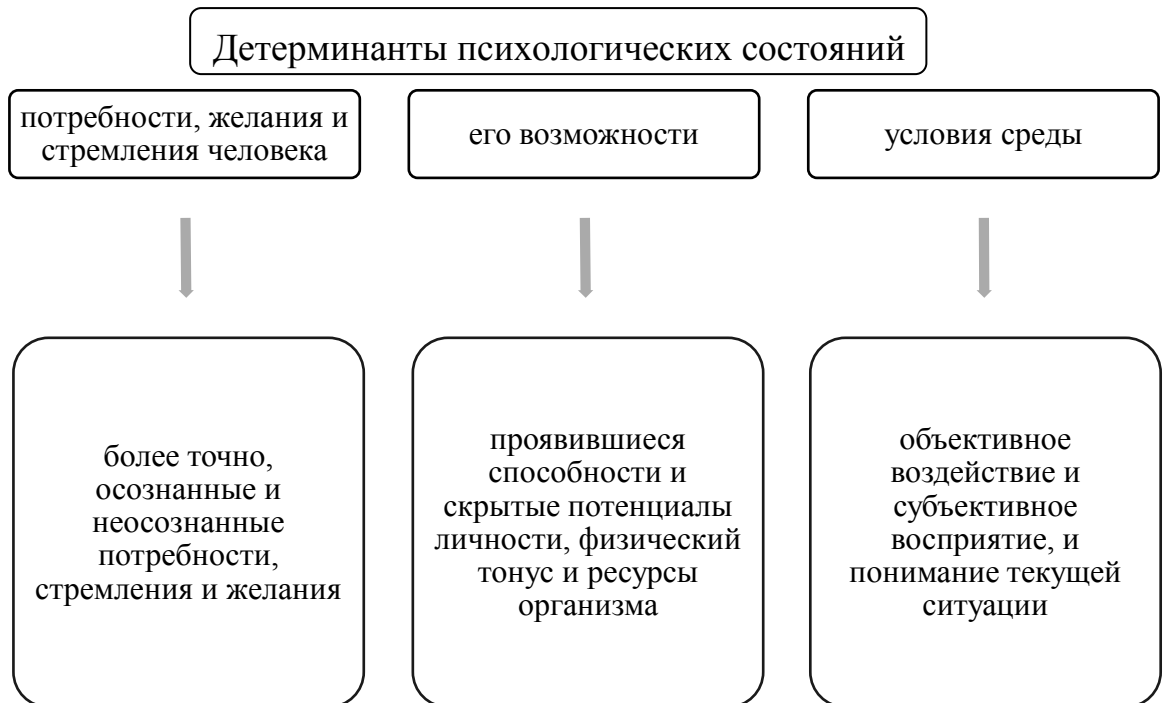 Детерминанты психологических состояний
потребности, желания и
стремления человека
его возможности
условия среды
более точно,
осознанные и
неосознанные
потребности,
стремления и желания
проявившиеся
способности и
скрытые потенциалы
личности, физический
тонус и ресурсы
организма
объективное
воздействие и
субъективное
восприятие, и
понимание текущей
ситуации